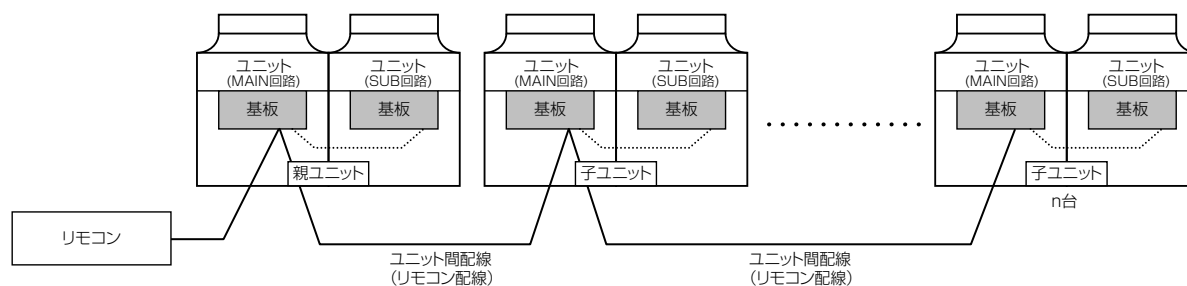 ユニット
(MAIN回路)
ユニット
(SUB回路)
ユニット
(MAIN回路)
ユニット
(SUB回路)
ユニット
(MAIN回路)
ユニット
(SUB回路)
基板
基板
基板
基板
基板
基板
親ユニット
子ユニット
子ユニット
n台
リモコン
ユニット間配線
(リモコン配線)
ユニット間配線
(リモコン配線)